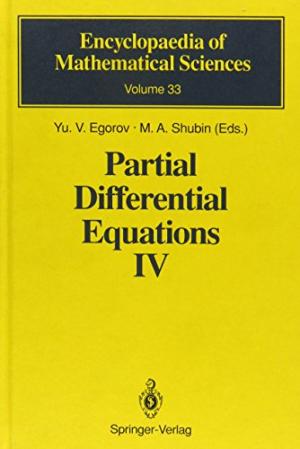 Encyclopaedia of
Mathematical Sciences
Volume 33
Yu. V. Egorov · M. A. Shubin (Eds.)
Partial
Differential
Equations
IV
Springer-Verlag